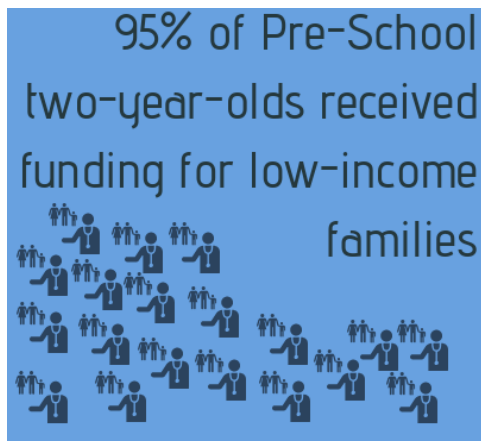 95% of Pre-School
two-year-olds received
funding for low-income
families